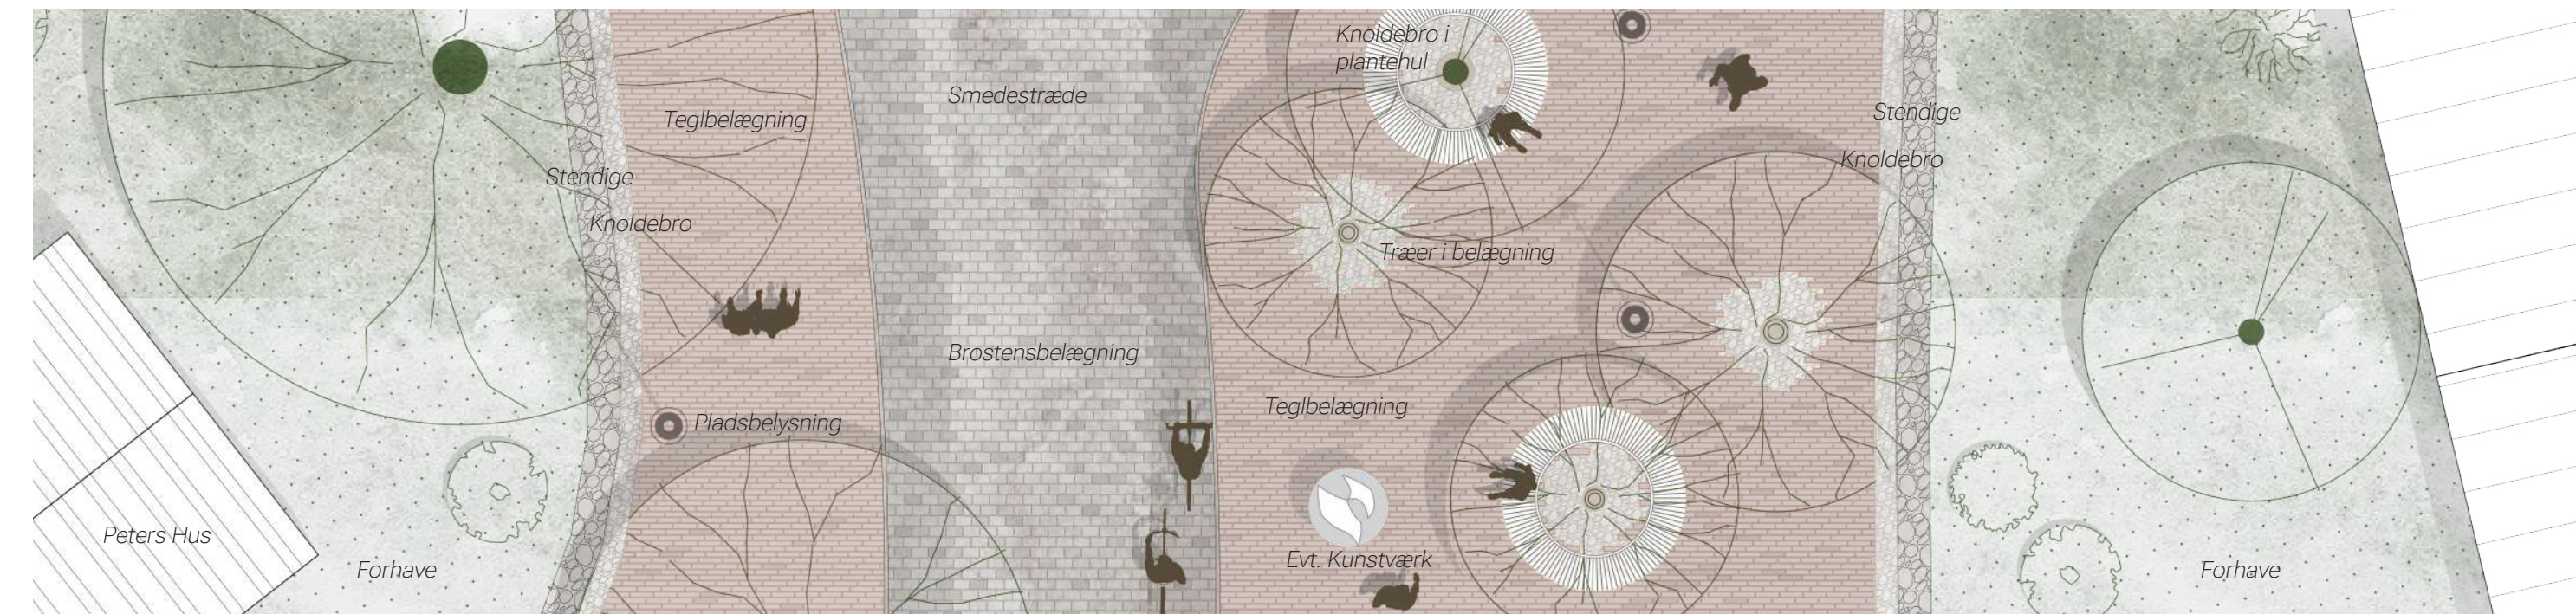 Knoldebro i
plantehul
Smedestræde
Stendige
Teglbelægning
Knoldebro
Stendige
Knoldebro
Træer i belægning
Brostensbelægning
Teglbelægning
Pladsbelysning
Peters Hus
Evt. Kunstværk
Forhave
Forhave